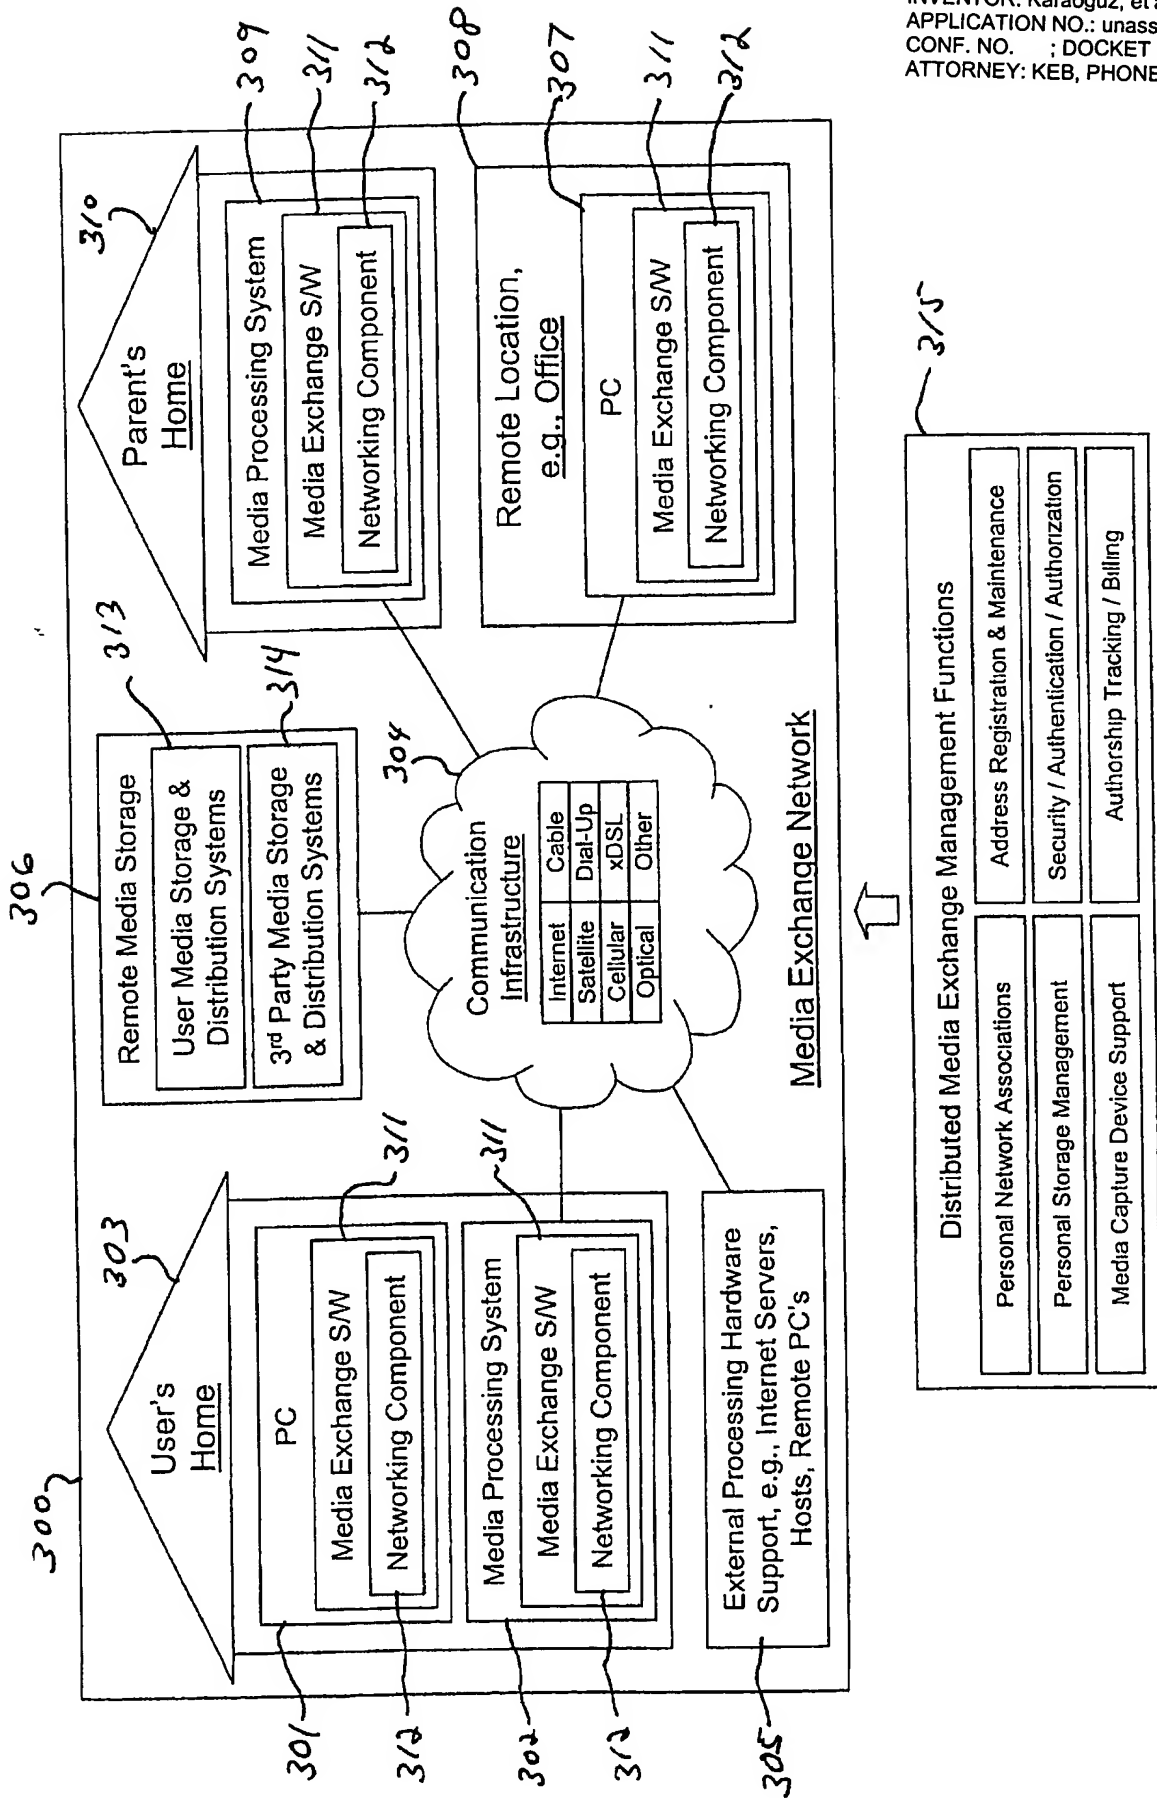 INVENTOR: Karaoguz, et
APPLICATION NO.: unass
CONF. NO. ; DOCKET
ATTORNEY: KEB, PHONE
300
303
User's
Home
301
PC
Media Exchange S/W
311
Networking Component
312
302
Media Processing System
Media Exchange S/W
311
Networking Component
312
305
External Processing Hardware
Support, e.g., Internet Servers,
Hosts, Remote PC's
306
Remote Media Storage
313
User Media Storage &
Distribution Systems
314
3rd Party Media Storage
& Distribution Systems
304
Communication
Infrastructure
Internet Cable
Satellite Dial-Up
Cellular xDSL
Optical Other
Media Exchange Network
310
Parent's
Home
309
Media Processing System
311
Media Exchange S/W
312
Networking Component
308
Remote Location,
e.g., Office
307
PC
311
Media Exchange S/W
312
Networking Component
315
Distributed Media Exchange Management Functions
Personal Network Associations
Address Registration & Maintenance
Personal Storage Management
Security / Authentication / Authorization
Media Capture Device Support
Authorship Tracking / Billing